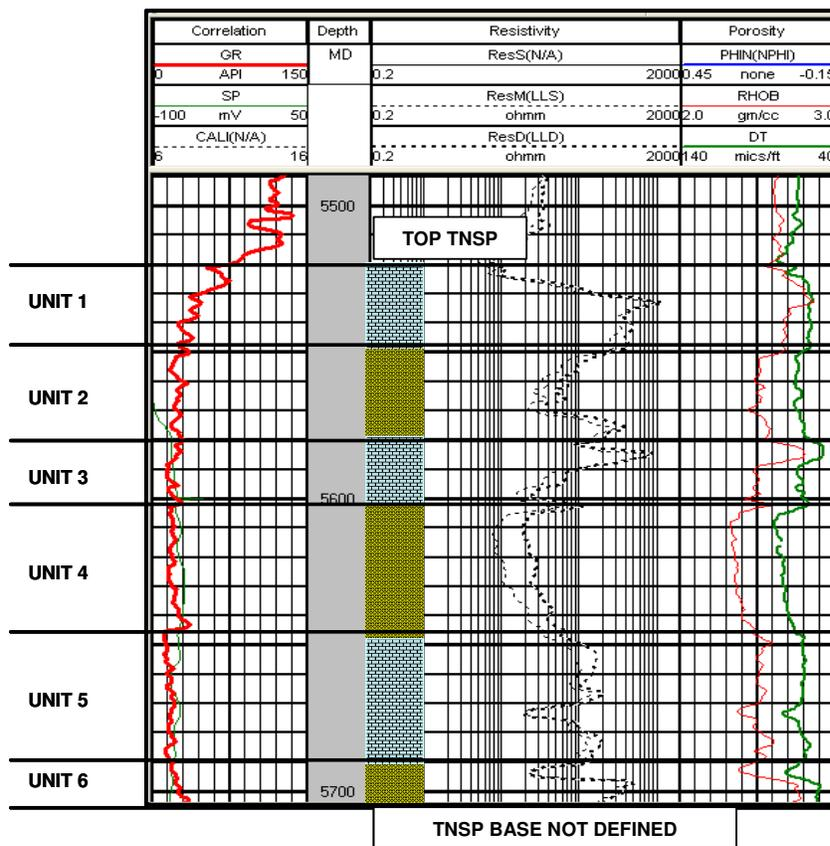 Correlation Depth Resistivity Porosity
GR MD ResS(N/A) PHIN(NPHI)
0 API 150 0.2 2000 0.45 none -0.15
SP ResM(LLS) RHOB
-100 mV 50 0.2 ohmm 2000 2.0 gm/cc 3.0
CALI(N/A) ResD(LLD) DT
6 16 0.2 ohmm 2000 140 mics/ft 40
5500
TOP TNSP
UNIT 1
UNIT 2
UNIT 3
5600
UNIT 4
UNIT 5
UNIT 6
5700
TNSP BASE NOT DEFINED